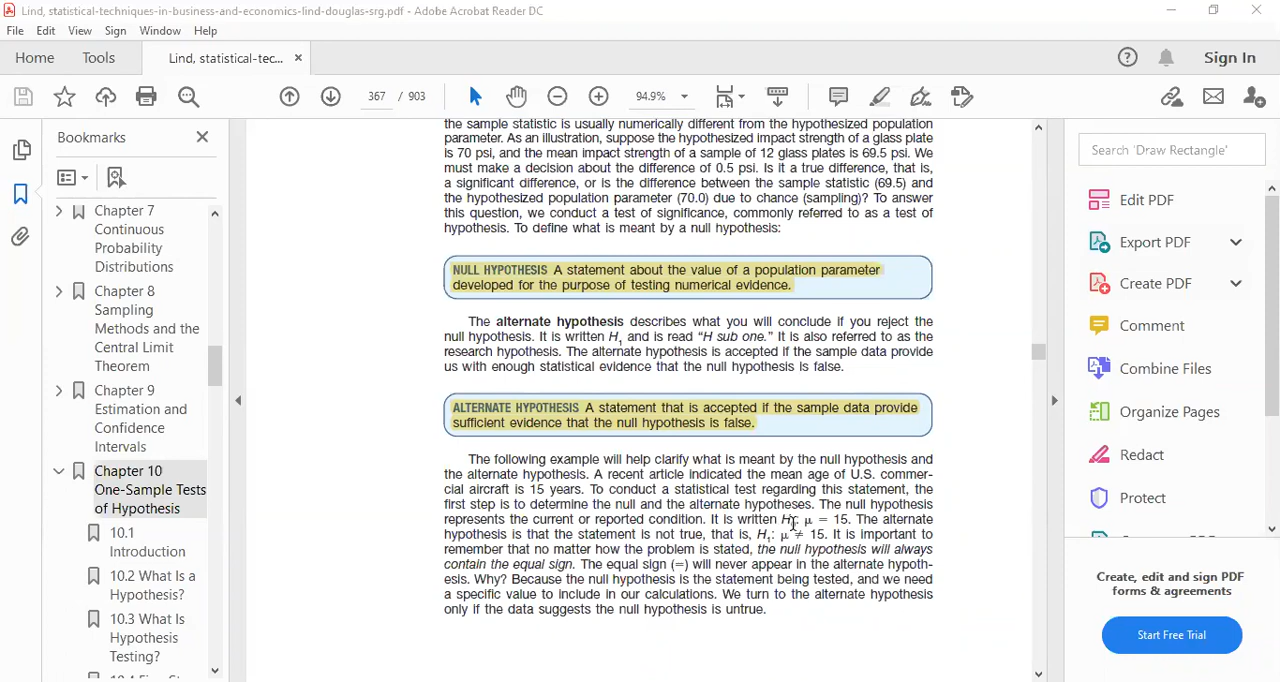 Lind, statistical-techniques-in-business-and-economics-lind-douglas-srg.pdf - Adobe Acrobat Reader DC
File Edit View Sign Window Help
Home Tools Lind, statistical-tec... × Sign In
367 / 903 94.9%
Bookmarks
Chapter 7
Continuous
Probability
Distributions
Chapter 8
Sampling
Methods and the
Central Limit
Theorem
Chapter 9
Estimation and
Confidence
Intervals
Chapter 10
One-Sample Tests
of Hypothesis
10.1
Introduction
10.2 What Is a
Hypothesis?
10.3 What Is
Hypothesis
Testing?
the sample statistic is usually numerically different from the hypothesized population
parameter. As an illustration, suppose the hypothesized impact strength of a glass plate
is 70 psi, and the mean impact strength of a sample of 12 glass plates is 69.5 psi. We
must make a decision about the difference of 0.5 psi. Is it a true difference, that is,
a significant difference, or is the difference between the sample statistic (69.5) and
the hypothesized population parameter (70.0) due to chance (sampling)? To answer
this question, we conduct a test of significance, commonly referred to as a test of
hypothesis. To define what is meant by a null hypothesis:
NULL HYPOTHESIS A statement about the value of a population parameter
developed for the purpose of testing numerical evidence.
The alternate hypothesis describes what you will conclude if you reject the
null hypothesis. It is written H₁ and is read “H sub one.” It is also referred to as the
research hypothesis. The alternate hypothesis is accepted if the sample data provide
us with enough statistical evidence that the null hypothesis is false.
ALTERNATE HYPOTHESIS A statement that is accepted if the sample data provide
sufficient evidence that the null hypothesis is false.
The following example will help clarify what is meant by the null hypothesis and
the alternate hypothesis. A recent article indicated the mean age of U.S. commer-
cial aircraft is 15 years. To conduct a statistical test regarding this statement, the
first step is to determine the null and the alternate hypotheses. The null hypothesis
represents the current or reported condition. It is written H : μ = 15. The alternate
hypothesis is that the statement is not true, that is, H₁: μ ≠ 15. It is important to
remember that no matter how the problem is stated, the null hypothesis will always
contain the equal sign. The equal sign (=) will never appear in the alternate hypoth-
esis. Why? Because the null hypothesis is the statement being tested, and we need
a specific value to include in our calculations. We turn to the alternate hypothesis
only if the data suggests the null hypothesis is untrue.
Search 'Draw Rectangle'
Edit PDF
Export PDF
Create PDF
Comment
Combine Files
Organize Pages
Redact
Protect
Create, edit and sign PDF
forms & agreements
Start Free Trial